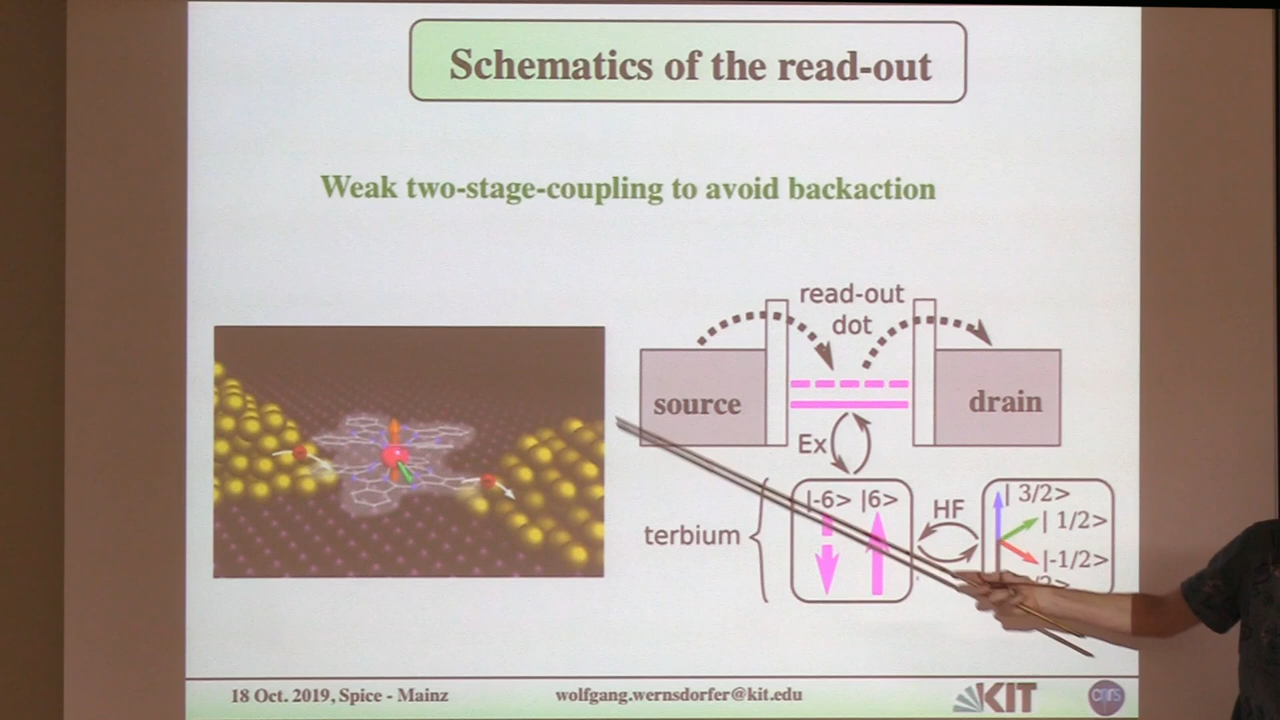 Schematics of the read-out
Weak two-stage-coupling to avoid backaction
read-out
dot
source
drain
Ex
|-6> |6>
HF
| 3/2>
| 1/2>
|-1/2>
terbium
18 Oct. 2019, Spice - Mainz
wolfgang.wernsdorfer@kit.edu
KIT
cnrs